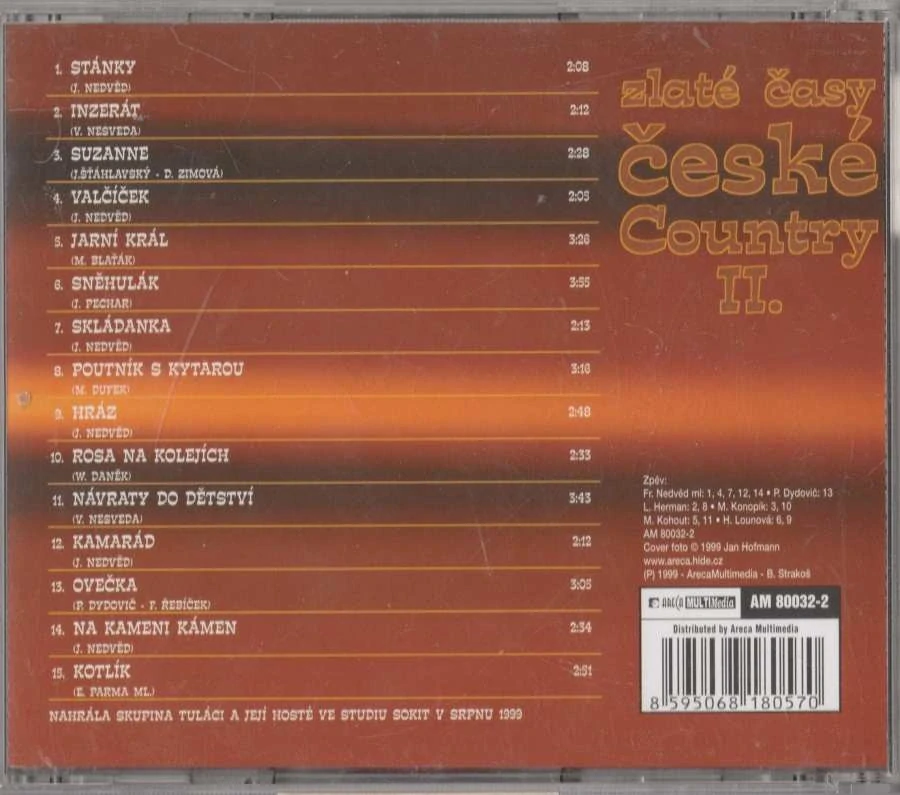 1. STÁNKY 2:08
(J. NEDVĚD)
2. INZERÁT 2:12
(V. NESVEDA)
3. SUZANNE 2:28
(J.ŠŤÁHLAVSKÝ - D. ZIMOVÁ)
4. VALČÍČEK 2:05
(J. NEDVĚD)
5. JARNÍ KRÁL 3:26
(M. BLAŤÁK)
6. SNĚHULÁK 3:55
(J. PECHAR)
7. SKLÁDANKA 2:13
(J. NEDVĚD)
8. POUTNÍK S KYTAROU 3:16
(M. DUFEK)
9. HRÁZ 2:48
(J. NEDVĚD)
10. ROSA NA KOLEJÍCH 2:33
(W. DANĚK)
11. NÁVRATY DO DĚTSTVÍ 3:43
(V. NESVEDA)
12. KAMARÁD 2:12
(J. NEDVĚD)
13. OVEČKA 3:05
(P. DYDOVIČ - F. ŘEBÍČEK)
14. NA KAMENI KÁMEN 2:34
(J. NEDVĚD)
15. KOTLÍK 2:51
(E. PARMA ML.)
NAHRÁLA SKUPINA TULÁCI A JEJÍ HOSTÉ VE STUDIU SOKIT V SRPNU 1999
zlaté časy
české
Country
II.
Zpěv:
Fr. Nedvěd ml: 1, 4, 7, 12, 14 • P. Dydovič: 13
L. Herman: 2, 8 • M. Konopík: 3, 10
M. Kohout: 5, 11 • H. Lounová: 6, 9
AM 80032-2
Cover foto © 1999 Jan Hofmann
www.areca.hide.cz
(P) 1999 - ArecaMultimedia - B. Strakoš
ARECA MULTIMedia AM 80032-2
Distributed by Areca Multimedia
8 595068 180570